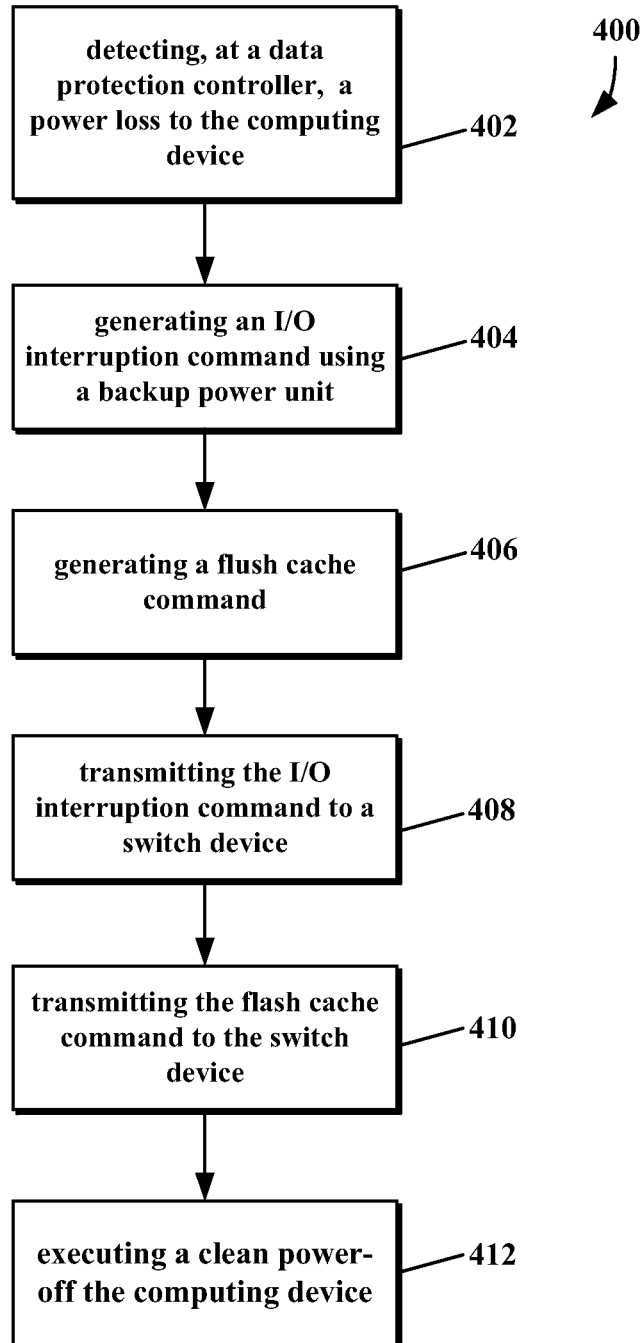 400
detecting, at a data
protection controller, a
power loss to the computing
device
402
generating an I/O
interruption command using
a backup power unit
404
generating a flush cache
command
406
transmitting the I/O
interruption command to a
switch device
408
transmitting the flash cache
command to the switch
device
410
executing a clean power-
off the computing device
412